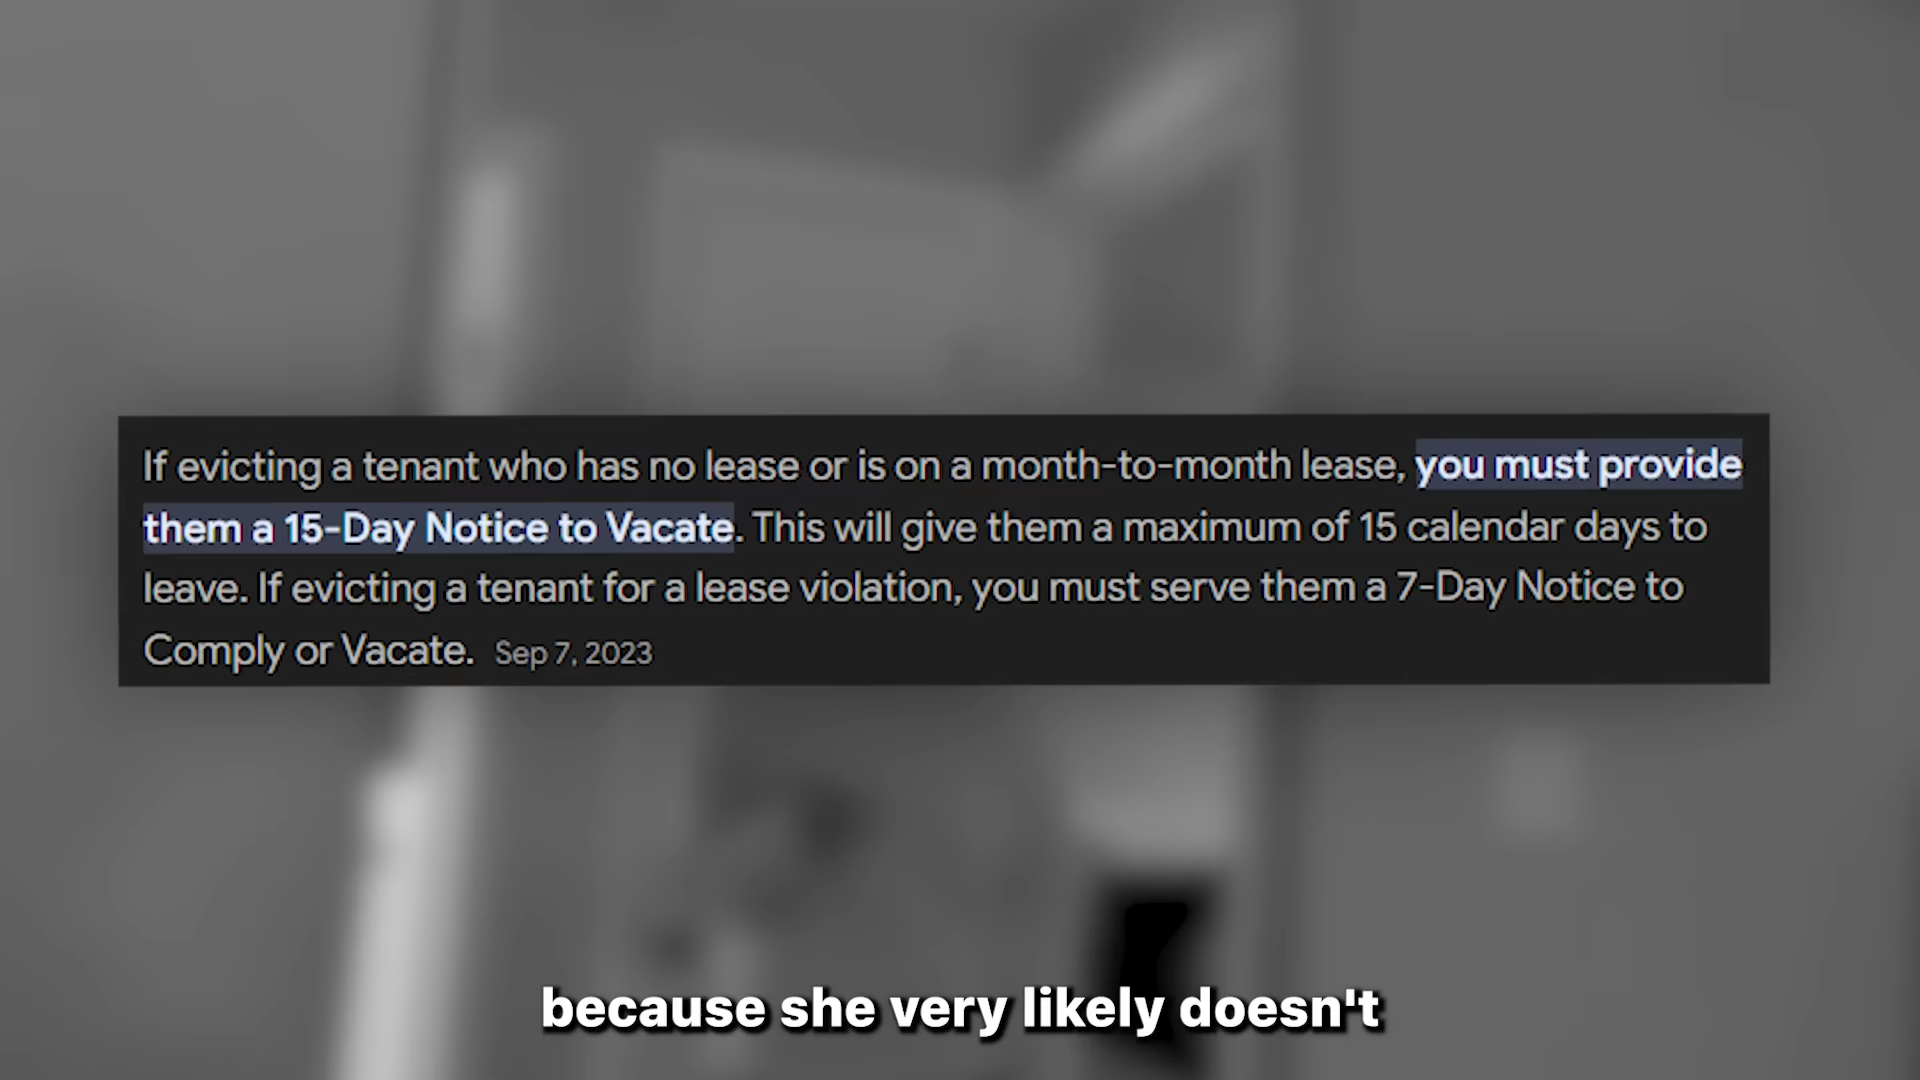 If evicting a tenant who has no lease or is on a month-to-month lease, you must provide
them a 15-Day Notice to Vacate. This will give them a maximum of 15 calendar days to
leave. If evicting a tenant for a lease violation, you must serve them a 7-Day Notice to
Comply or Vacate. Sep 7, 2023
because she very likely doesn't